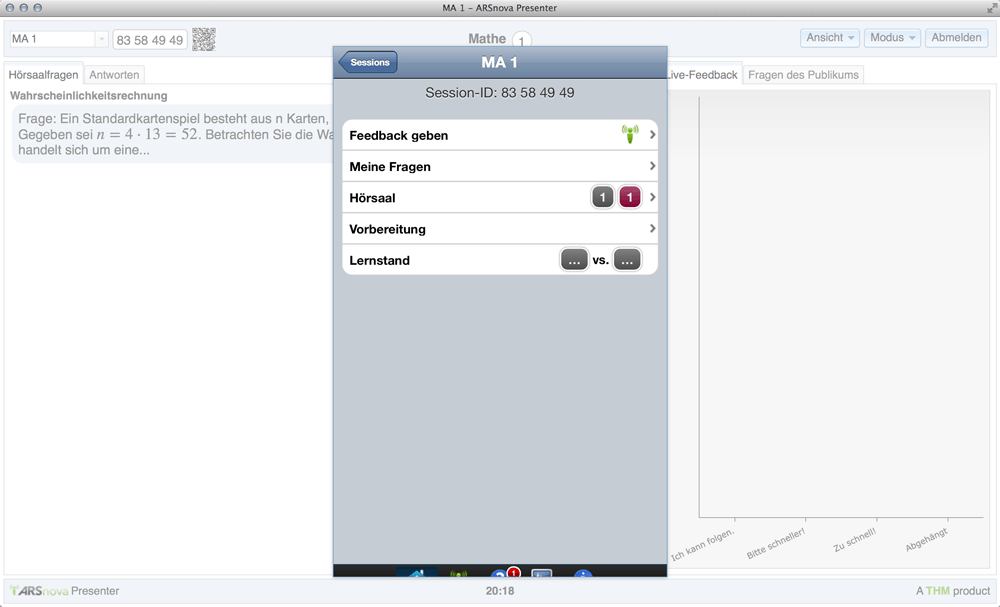 MA 1 – ARSnova Presenter
MA 1
83 58 49 49
Mathe 1
Ansicht
Modus
Abmelden
Hörsaalfragen
Antworten
Wahrscheinlichkeitsrechnung
Frage: Ein Standardkartenspiel besteht aus n Karten,
Gegeben sei n = 4 · 13 = 52. Betrachten Sie die Wa
handelt sich um eine...
Sessions
MA 1
Session-ID: 83 58 49 49
Feedback geben
Meine Fragen
Hörsaal 1 1
Vorbereitung
Lernstand ... vs. ...
1
ive-Feedback
Fragen des Publikums
Ich kann folgen.
Bitte schneller!
Zu schnell!
Abgehängt
ARSnova Presenter
20:18
A THM product